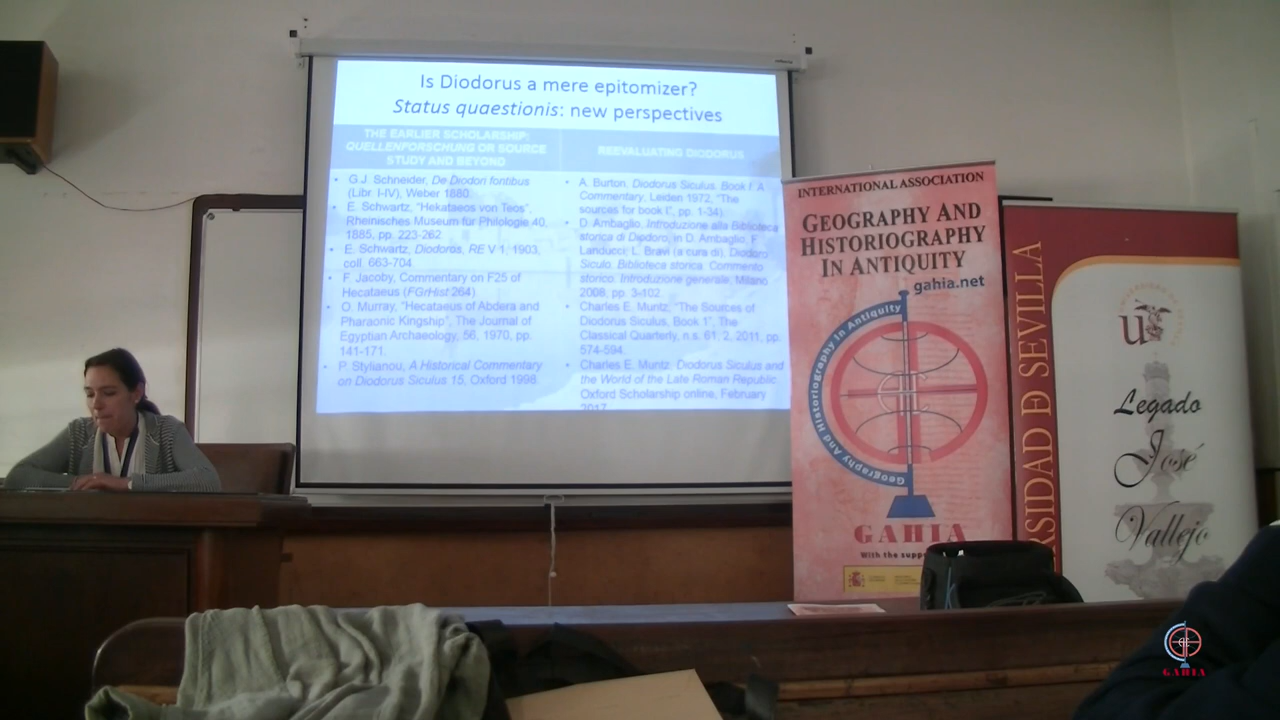 Is Diodorus a mere epitomizer?
Status quaestionis: new perspectives
THE EARLIER SCHOLARSHIP:
QUELLENFORSCHUNG OR SOURCE
STUDY AND BEYOND
• G.J. Schneider, De Diodori fontibus
(Libr. I-IV), Weber 1880.
• E. Schwartz, "Hekataeos von Teos",
Rheinisches Museum für Philologie 40,
1885, pp. 223-262.
• E. Schwartz, Diodoros, RE V 1, 1903,
coll. 663-704.
• F. Jacoby, Commentary on F25 of
Hecataeus (FGrHist 264)
• O. Murray, "Hecataeus of Abdera and
Pharaonic Kingship", The Journal of
Egyptian Archaeology, 56, 1970, pp.
141-171.
• P. Stylianou, A Historical Commentary
on Diodorus Siculus 15, Oxford 1998.
REEVALUATING DIODORUS
• A. Burton, Diodorus Siculus. Book I. A
Commentary, Leiden 1972, "The
sources for book I", pp. 1-34).
• D. Ambaglio, Introduzione alla Biblioteca
storica di Diodoro, in D. Ambaglio, F.
Landucci, L. Bravi (a cura di), Diodoro
Siculo. Biblioteca storica. Commento
storico. Introduzione generale, Milano
2008, pp. 3-102.
• Charles E. Muntz, "The Sources of
Diodorus Siculus, Book 1", The
Classical Quarterly, n.s. 61, 2, 2011, pp.
574-594.
• Charles E. Muntz, Diodorus Siculus and
the World of the Late Roman Republic,
Oxford Scholarship online, February
2017.
INTERNATIONAL ASSOCIATION
GEOGRAPHY AND
HISTORIOGRAPHY
IN ANTIQUITY
gahia.net
Geography And Historiography In Antiquity
GAHIA
With the supp
RSIDAD D SEVILLA
Legado
José
Vallejo
GAHIA